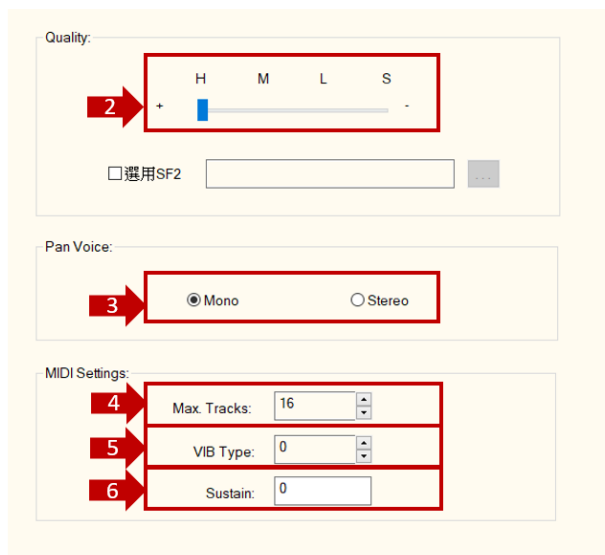 Quality:
H M L S
2 + -
選用SF2 ...
Pan Voice:
3 Mono Stereo
MIDI Settings:
4 Max. Tracks: 16
5 VIB Type: 0
6 Sustain: 0